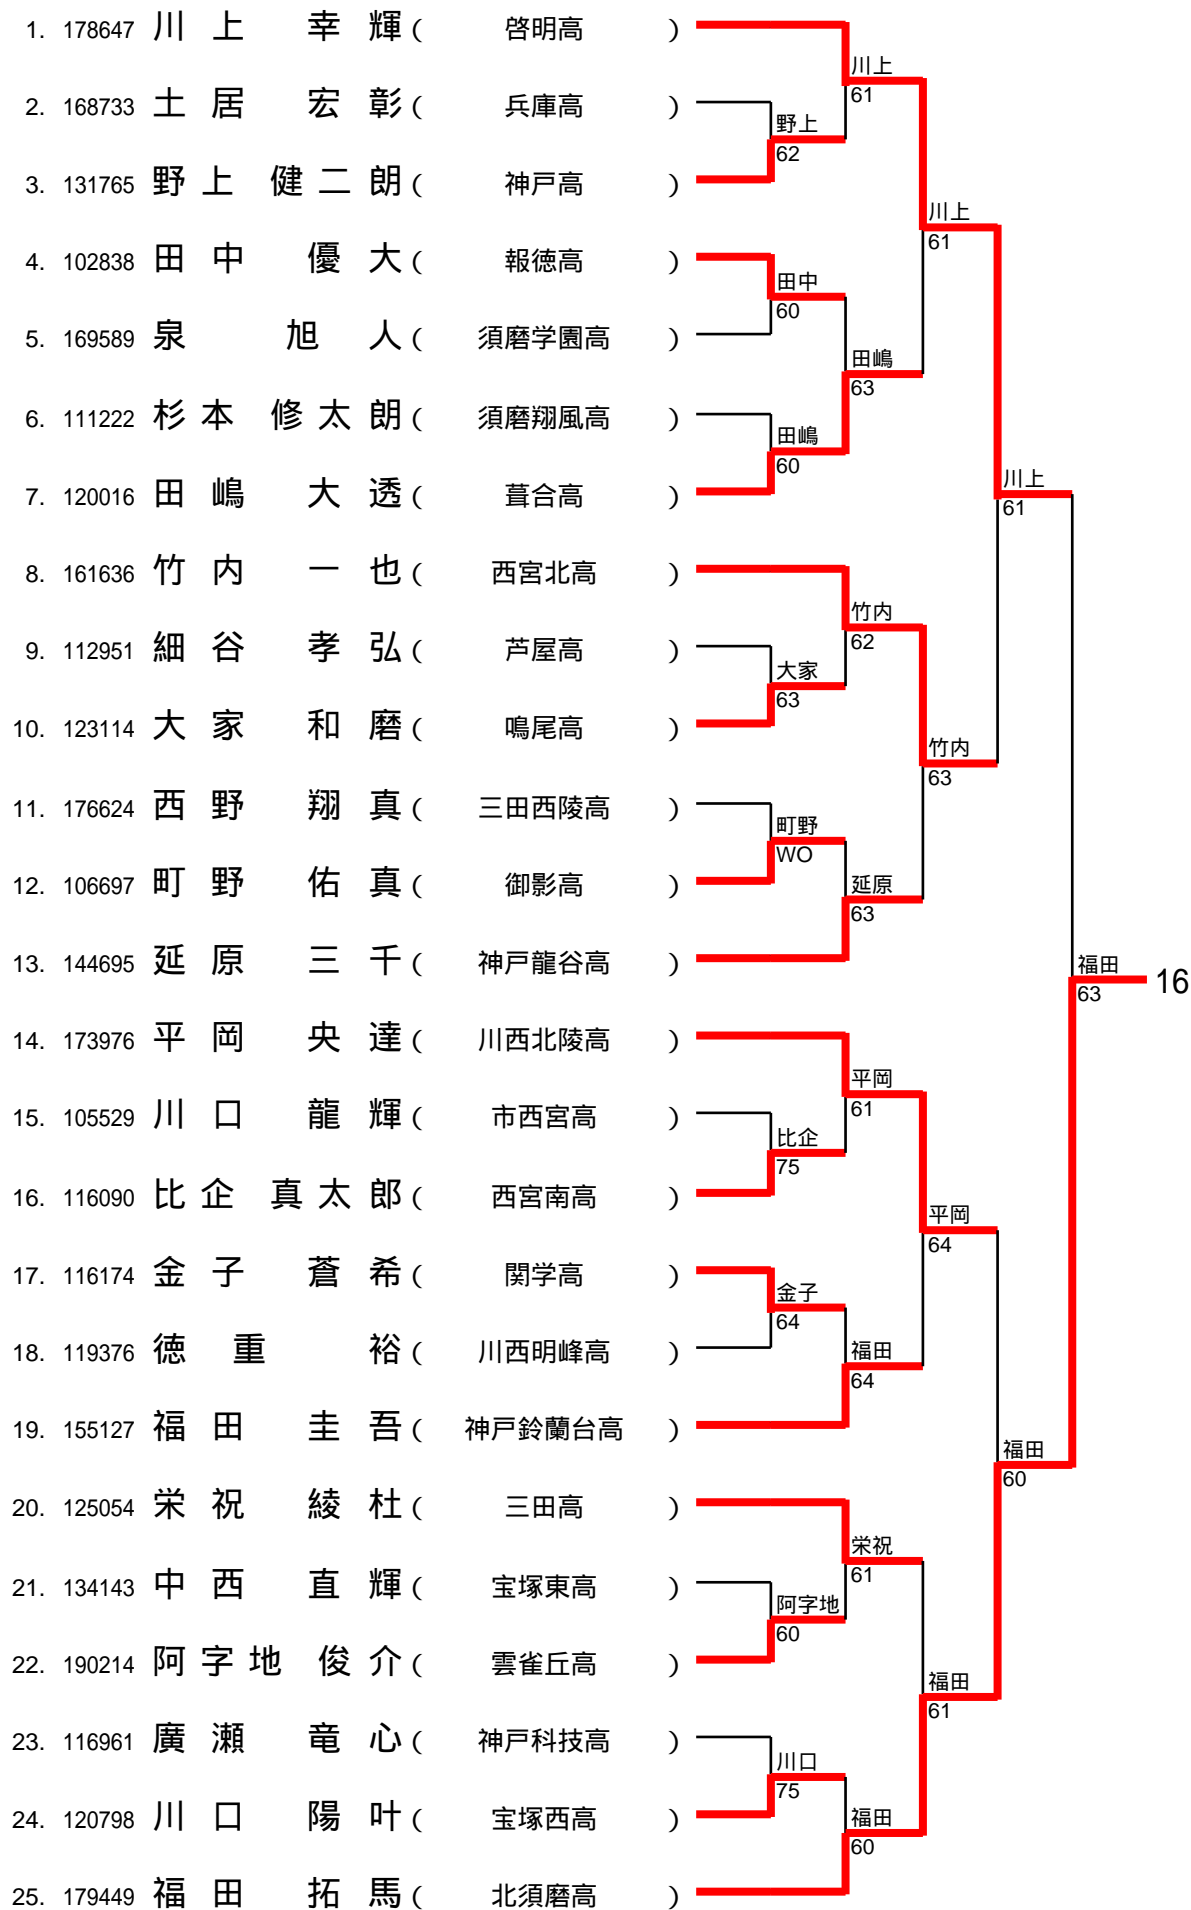 1. 178647 川上 幸輝 ( 啓明高 )
川上
61
2. 168733 土居 宏彰 ( 兵庫高 )
野上
62
3. 131765 野上 健二朗 ( 神戸高 )
川上
61
4. 102838 田中 優大 ( 報徳高 )
田中
60
5. 169589 泉 旭人 ( 須磨学園高 )
田嶋
63
6. 111222 杉本 修太朗 ( 須磨翔風高 )
田嶋
60
7. 120016 田嶋 大透 ( 葺合高 )
川上
61
8. 161636 竹内 一也 ( 西宮北高 )
竹内
62
9. 112951 細谷 孝弘 ( 芦屋高 )
大家
63
10. 123114 大家 和磨 ( 鳴尾高 )
竹内
63
11. 176624 西野 翔真 ( 三田西陵高 )
町野
WO
12. 106697 町野 佑真 ( 御影高 )
延原
63
13. 144695 延原 三千 ( 神戸龍谷高 )
福田
63
16
14. 173976 平岡 央達 ( 川西北陵高 )
平岡
61
15. 105529 川口 龍輝 ( 市西宮高 )
比企
75
16. 116090 比企 真太郎 ( 西宮南高 )
平岡
64
17. 116174 金子 蒼希 ( 関学高 )
金子
64
18. 119376 徳重 裕 ( 川西明峰高 )
福田
64
19. 155127 福田 圭吾 ( 神戸鈴蘭台高 )
福田
60
20. 125054 栄祝 綾杜 ( 三田高 )
栄祝
61
21. 134143 中西 直輝 ( 宝塚東高 )
阿字地
60
22. 190214 阿字地 俊介 ( 雲雀丘高 )
福田
61
23. 116961 廣瀬 竜心 ( 神戸科技高 )
川口
75
24. 120798 川口 陽叶 ( 宝塚西高 )
福田
60
25. 179449 福田 拓馬 ( 北須磨高 )